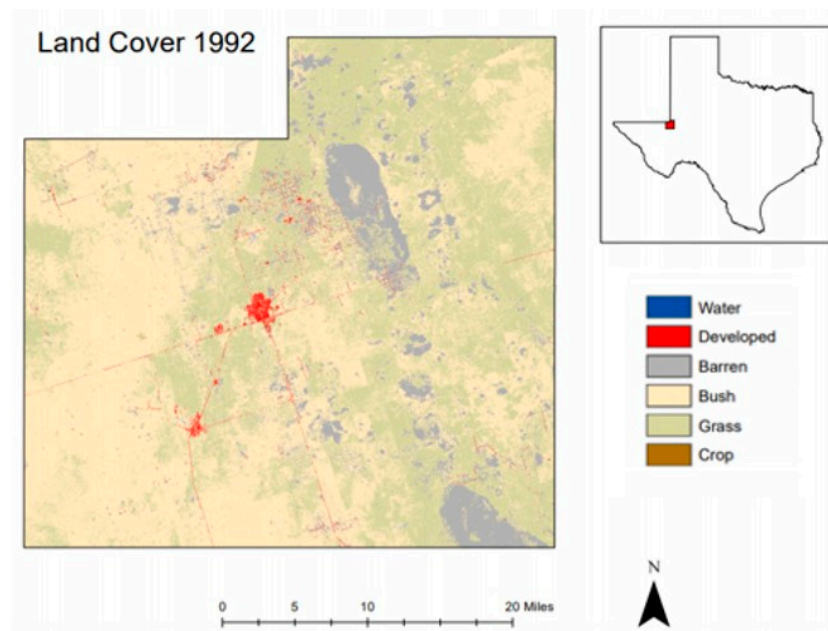 Land Cover 1992
Water
Developed
Barren
Bush
Grass
Crop
N
0 5 10 20 Miles